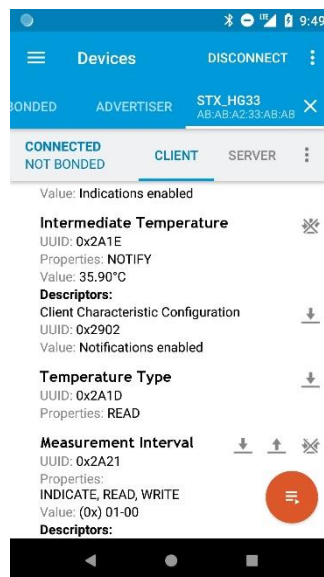 9:49
Devices
DISCONNECT
BONDED
ADVERTISER
STX_HG33
AB:AB:A2:33:AB:AB
CONNECTED
NOT BONDED
CLIENT
SERVER
Value: Indications enabled
Intermediate Temperature
UUID: 0x2A1E
Properties: NOTIFY
Value: 35.90°C
Descriptors:
Client Characteristic Configuration
UUID: 0x2902
Value: Notifications enabled
Temperature Type
UUID: 0x2A1D
Properties: READ
Measurement Interval
UUID: 0x2A21
Properties:
INDICATE, READ, WRITE
Value: (0x) 01-00
Descriptors: